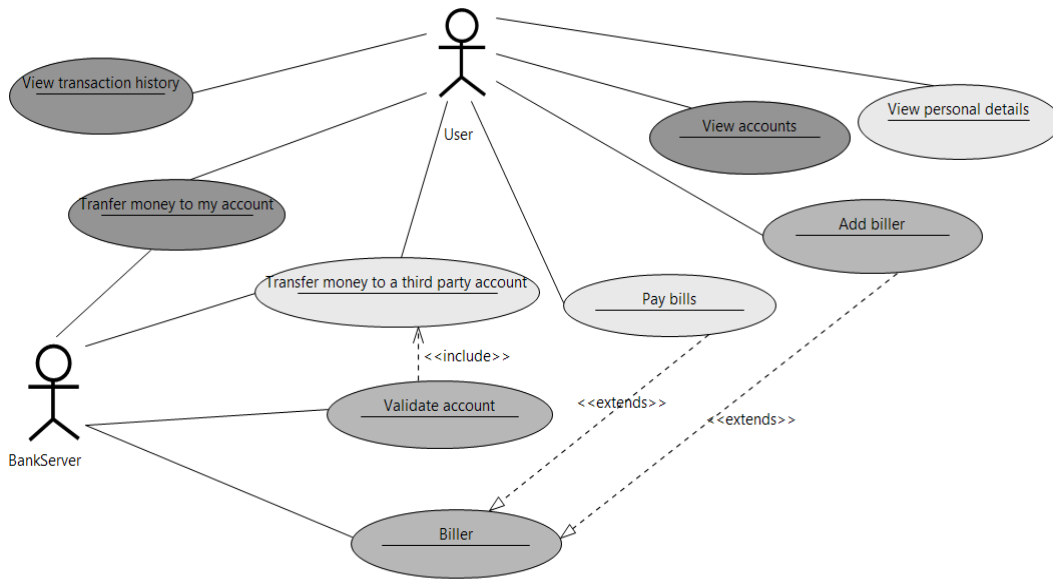 View transaction history
User
View accounts
View personal details
Tranfer money to my account
Add biller
Transfer money to a third party account
Pay bills
<<include>>
Validate account
<<extends>>
<<extends>>
BankServer
Biller